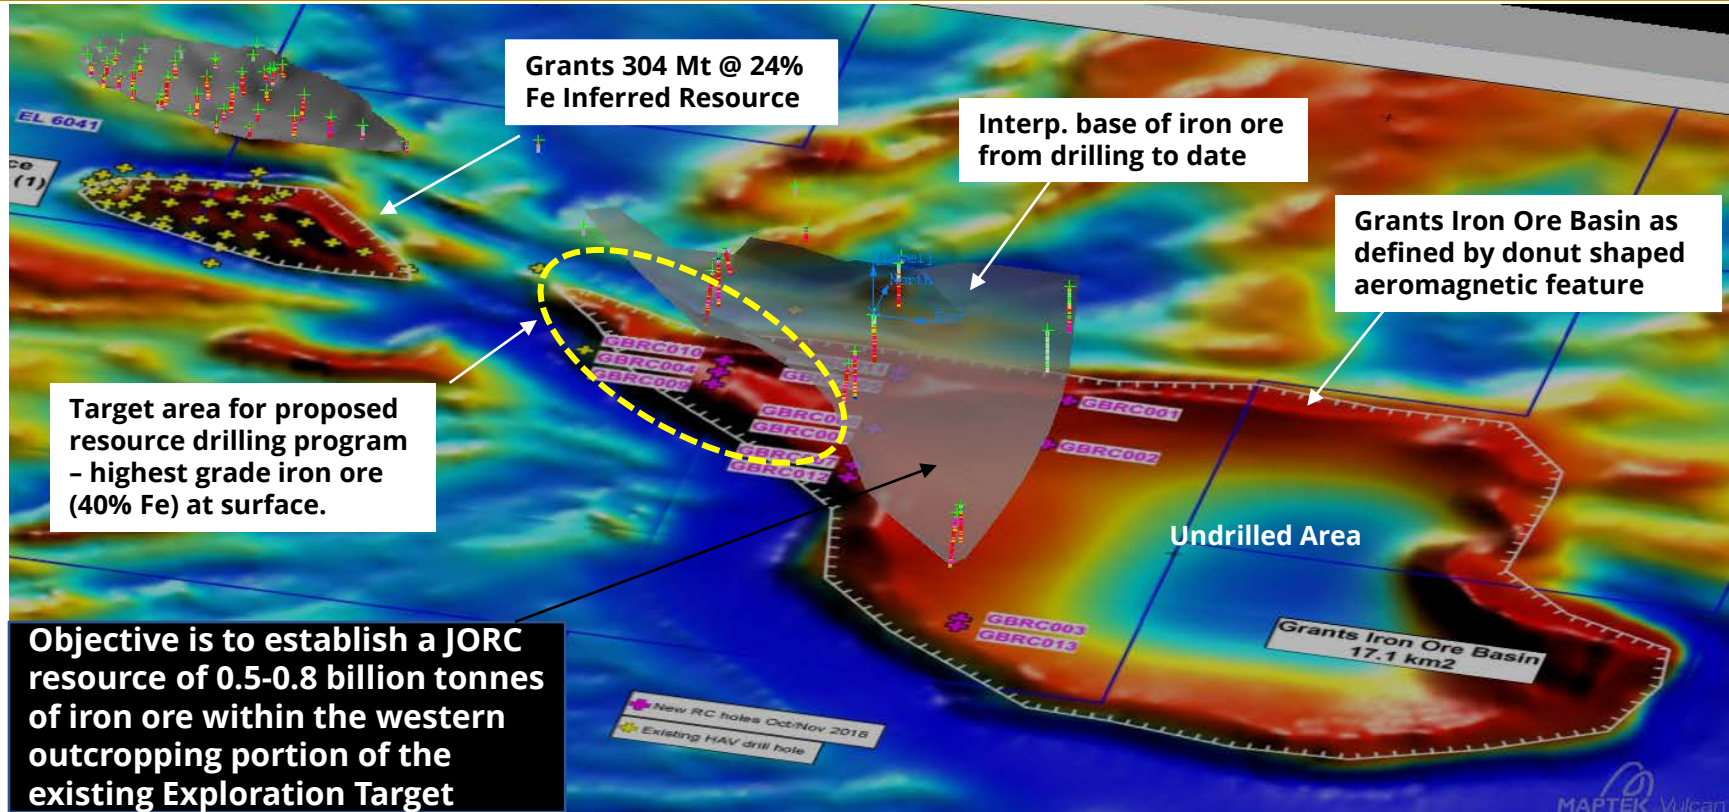 Grants 304 Mt @ 24%
Fe Inferred Resource
Interp. base of iron ore
from drilling to date
EL 6041
ce
(1)
Grants Iron Ore Basin as
defined by donut shaped
aeromagnetic feature
North
GBRC010
GBRC004
GBRC009
Target area for proposed
resource drilling program
– highest grade iron ore
(40% Fe) at surface.
GBRC001
GBRC002
GBRC012
Undrilled Area
GBRC003
GBRC013
Grants Iron Ore Basin
17.1 km2
Objective is to establish a JORC
resource of 0.5-0.8 billion tonnes
of iron ore within the western
outcropping portion of the
existing Exploration Target
New RC holes Oct/Nov 2018
Existing HAV drill hole
MAPTEK Vulcan